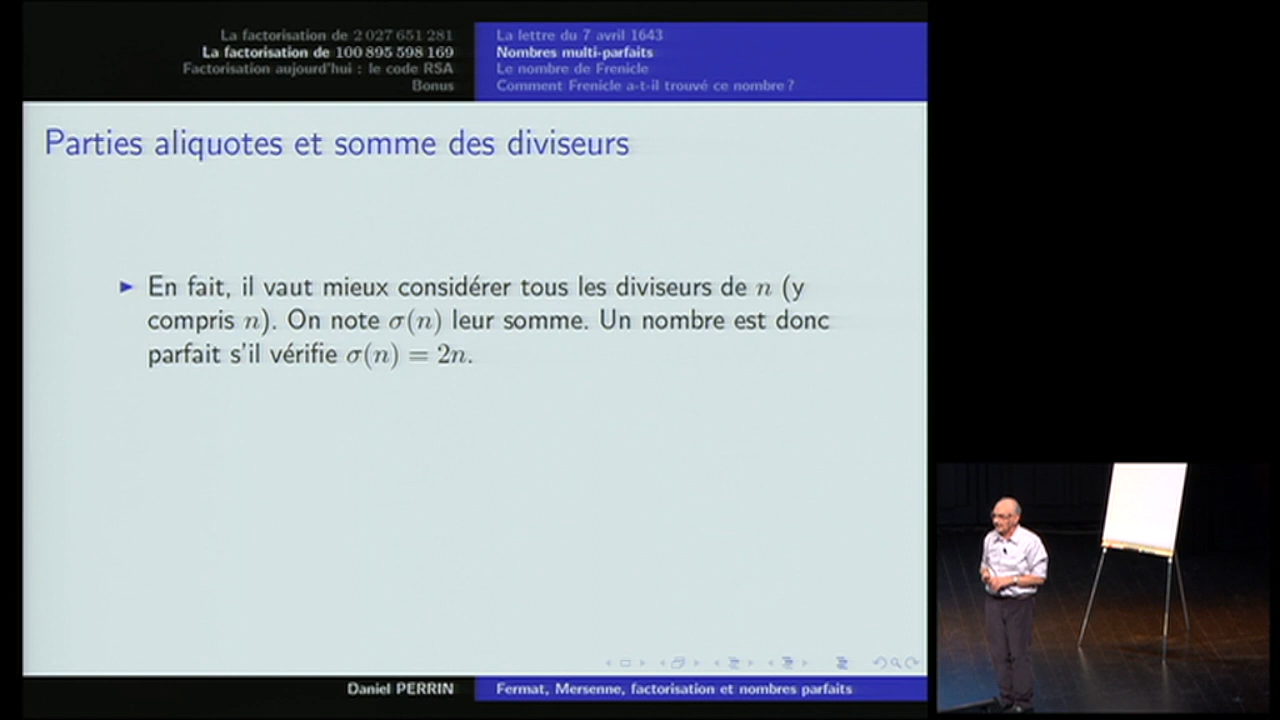 La factorisation de 2 027 651 281
La factorisation de 100 895 598 169
Factorisation aujourd'hui : le code RSA
Bonus
La lettre du 7 avril 1643
Nombres multi-parfaits
Le nombre de Frenicle
Comment Frenicle a-t-il trouvé ce nombre ?
Parties aliquotes et somme des diviseurs
En fait, il vaut mieux considérer tous les diviseurs de n (y
compris n). On note σ(n) leur somme. Un nombre est donc
parfait s'il vérifie σ(n) = 2n.
Daniel PERRIN
Fermat, Mersenne, factorisation et nombres parfaits